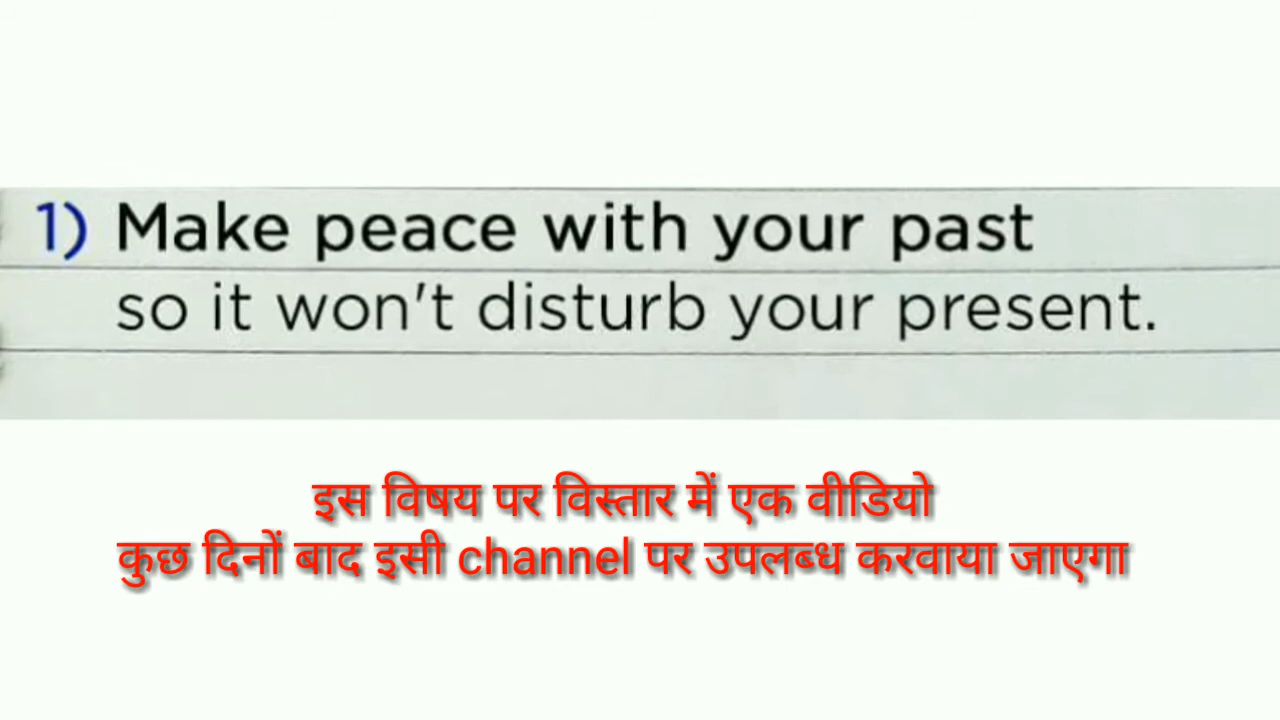 1) Make peace with your past
so it won't disturb your present.
इस विषय पर विस्तार में एक वीडियो
कुछ दिनों बाद इसी channel पर उपलब्ध करवाया जाएगा